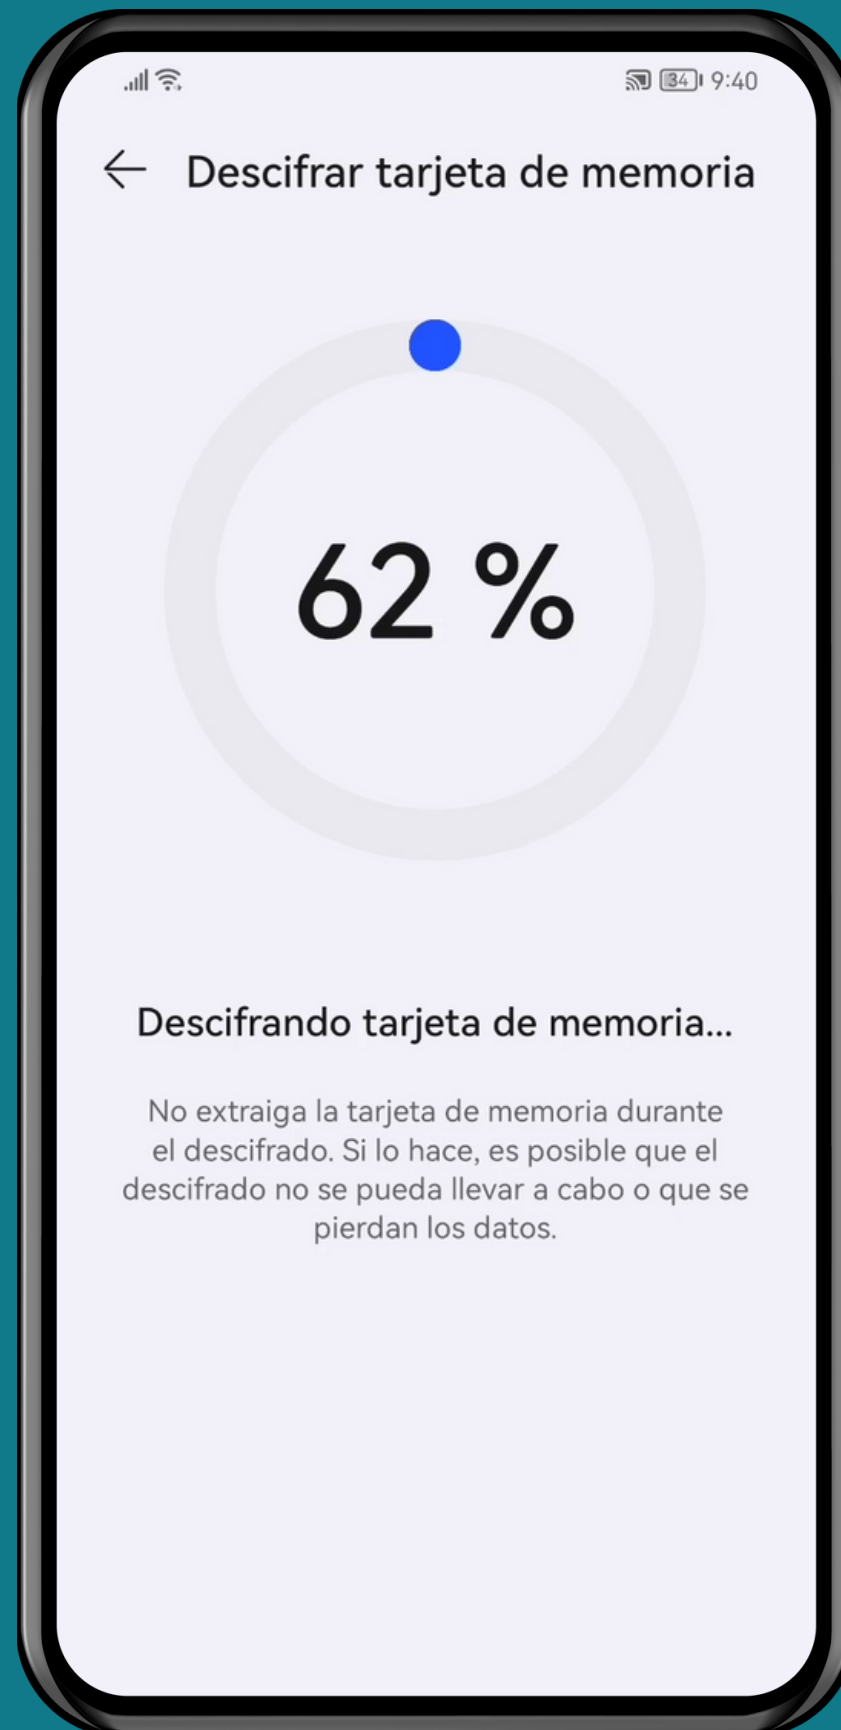 34 9:40
Descifrar tarjeta de memoria
62 %
Descifrando tarjeta de memoria...
No extraiga la tarjeta de memoria durante
el descifrado. Si lo hace, es posible que el
descifrado no se pueda llevar a cabo o que se
pierdan los datos.